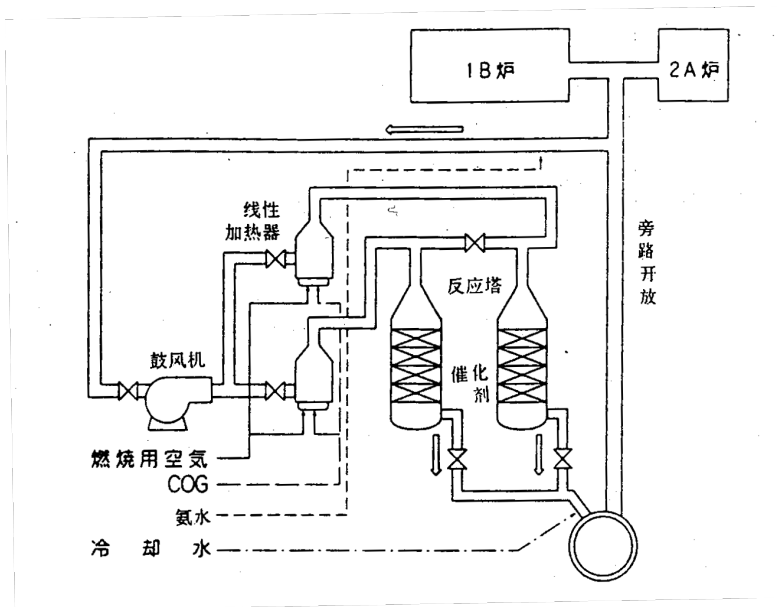 1B炉
2A炉
线性
加热器
旁路开放
反应塔
鼓风机
催化
剂
燃烧用空气
COG
氨水
冷却水